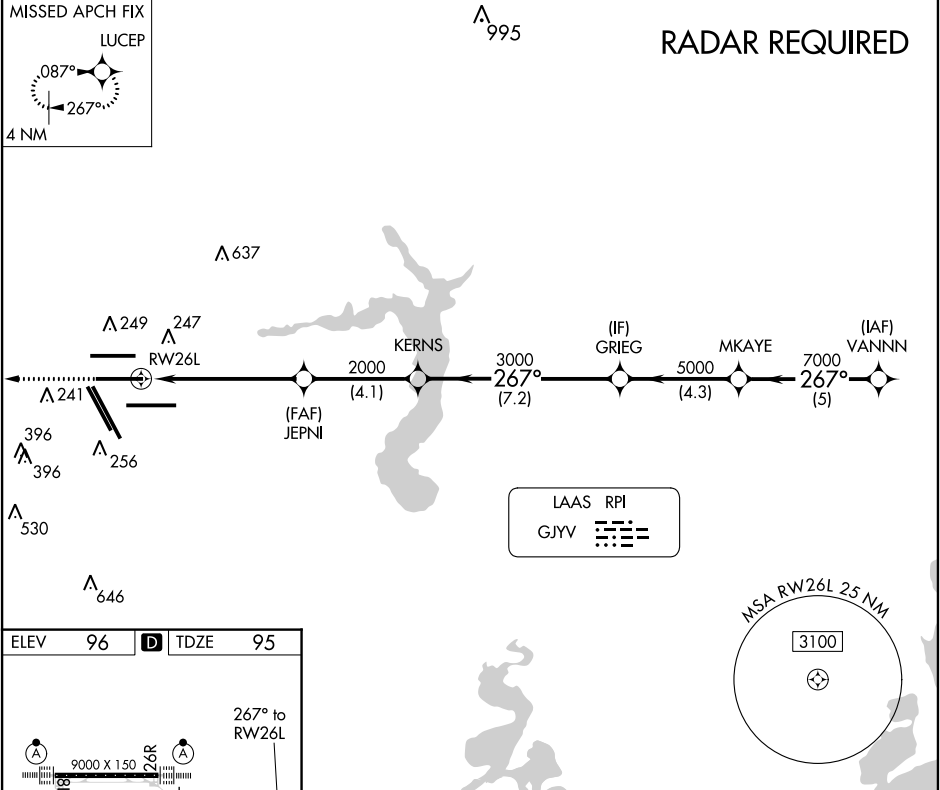 MISSED APCH FIX
LUCEP
087°
267°
4 NM
995
RADAR REQUIRED
637
249
247
RW26L
241
396
396
256
530
646
(FAF)
JEPNI
2000
(4.1)
KERNS
3000
267°
(7.2)
(IF)
GRIEG
5000
(4.3)
MKAYE
7000
267°
(5)
(IAF)
VANNN
LAAS RPI
GJYV
MSA RW26L 25 NM
3100
ELEV 96 D TDZE 95
267° to
RW26L
A
A
9000 X 150
26R